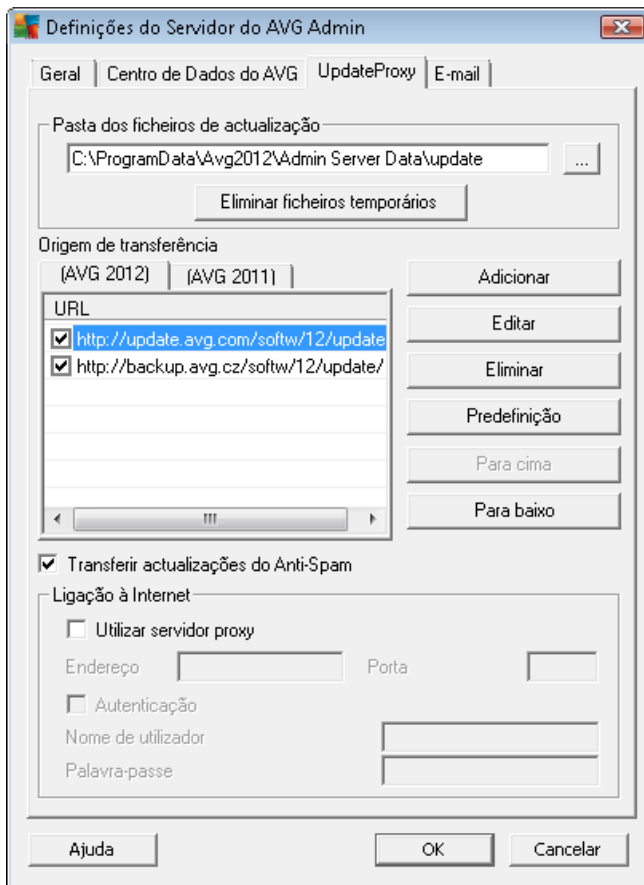 Definições do Servidor do AVG Admin
Geral Centro de Dados do AVG UpdateProxy E-mail
Pasta dos ficheiros de actualização
C:\ProgramData\Avg2012\Admin Server Data\update ...
Eliminar ficheiros temporários
Origem de transferência
(AVG 2012) (AVG 2011)
URL
http://update.avg.com/softw/12/update
http://backup.avg.cz/softw/12/update/
Adicionar
Editar
Eliminar
Predefinição
Para cima
Para baixo
Transferir actualizações do Anti-Spam
Ligação à Internet
Utilizar servidor proxy
Endereço Porta
Autenticação
Nome de utilizador
Palavra-passe
Ajuda OK Cancelar